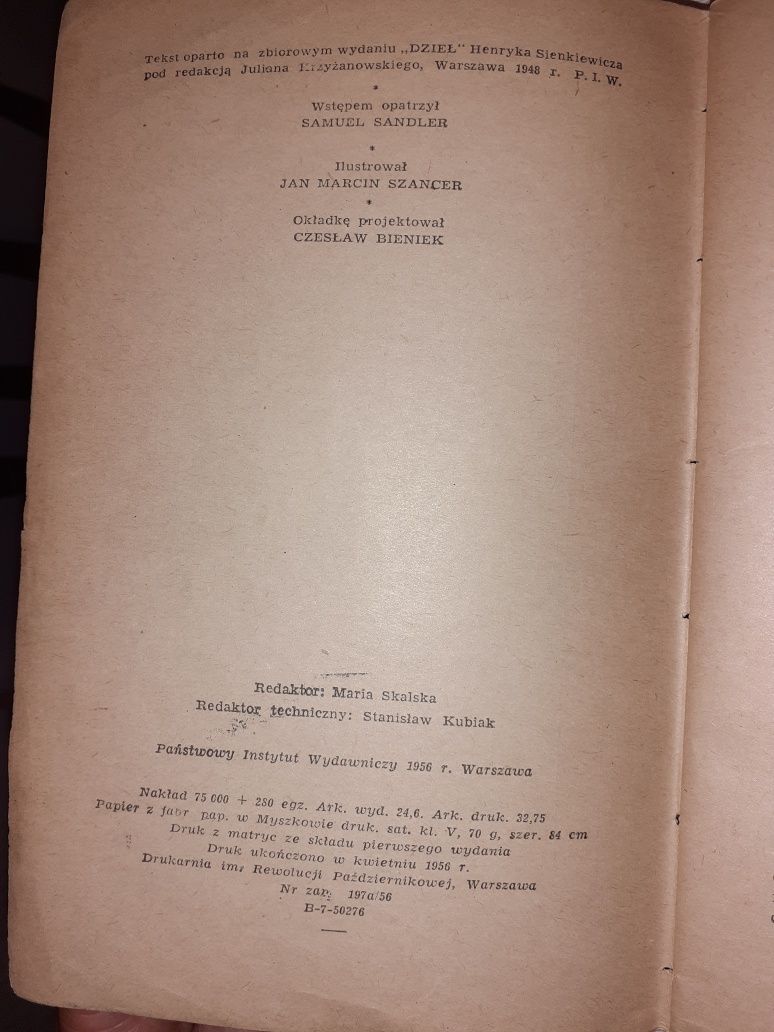 Tekst oparto na zbiorowym wydaniu „DZIEŁ" Henryka Sienkiewicza
pod redakcją Juliana Krzyżanowskiego, Warszawa 1948 r. P. I. W.
*
Wstępem opatrzył
SAMUEL SANDLER
*
Ilustrował
JAN MARCIN SZANCER
*
Okładkę projektował
CZESŁAW BIENIEK
Redaktor: Maria Skalska
Redaktor techniczny: Stanisław Kubiak
Państwowy Instytut Wydawniczy 1956 r. Warszawa
Nakład 75 000 + 280 egz. Ark. wyd. 24,6. Ark. druk. 32,75
Papier z fabr pap. w Myszkowie druk. sat. kl. V, 70 g, szer. 84 cm
Druk z matryc ze składu pierwszego wydania
Druk ukończono w kwietniu 1956 r.
Drukarnia im. Rewolucji Październikowej, Warszawa
Nr zap. 197a/56
B-7-50276